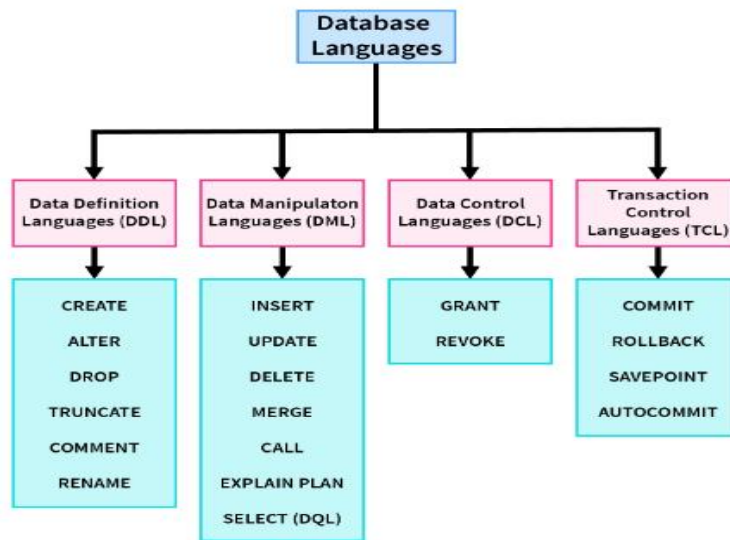 Database
Languages
Data Definition
Languages (DDL)
Data Manipulaton
Languages (DML)
Data Control
Languages (DCL)
Transaction
Control
Languages (TCL)
CREATE
ALTER
DROP
TRUNCATE
COMMENT
RENAME
INSERT
UPDATE
DELETE
MERGE
CALL
EXPLAIN PLAN
SELECT (DQL)
GRANT
REVOKE
COMMIT
ROLLBACK
SAVEPOINT
AUTOCOMMIT